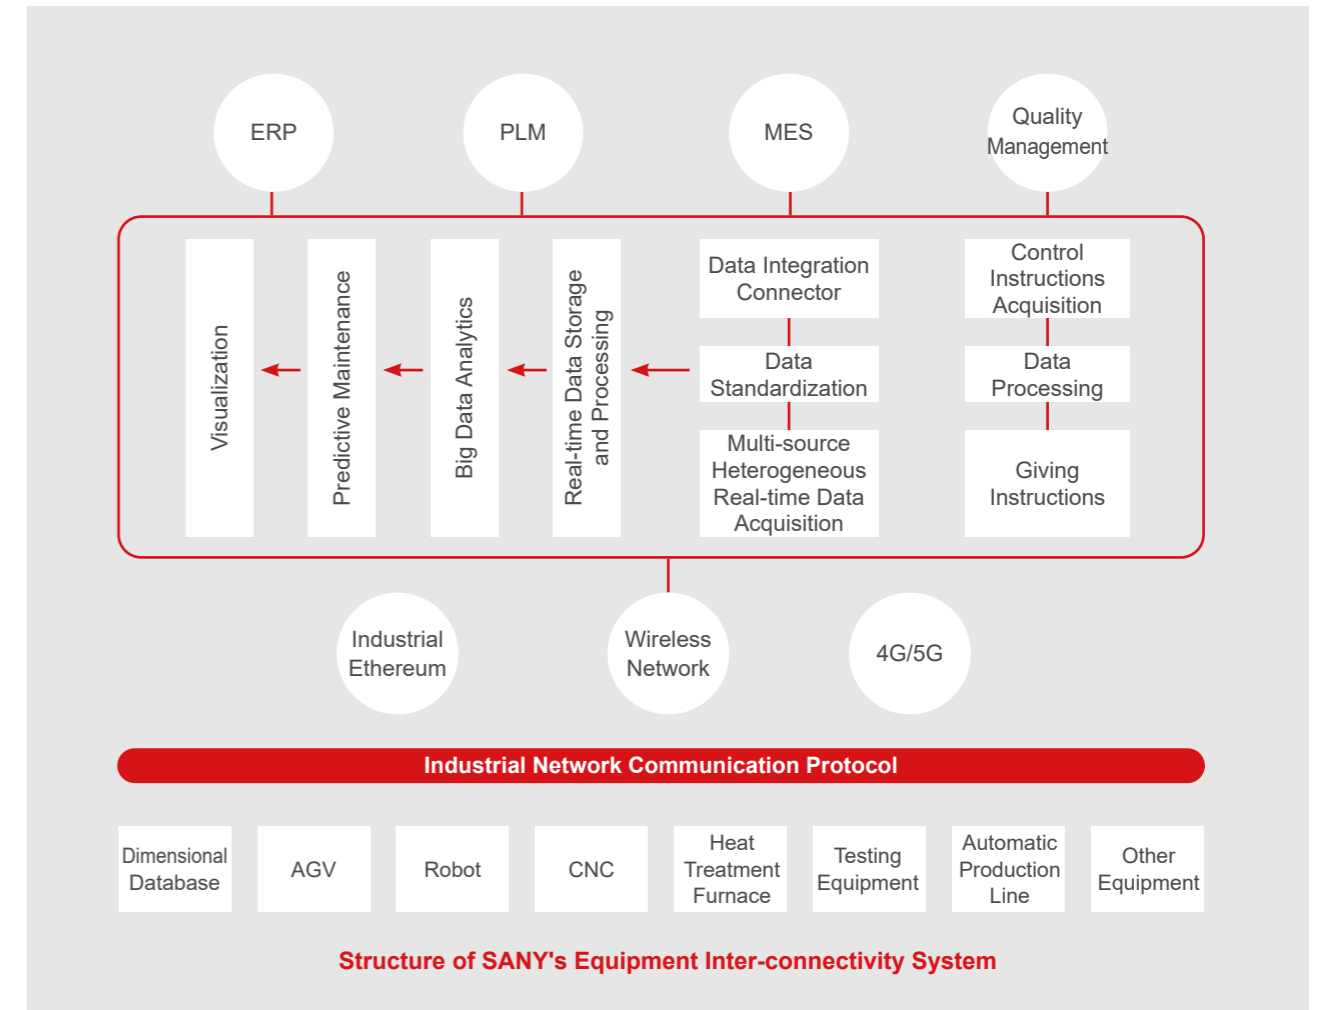 ERP
PLM
MES
Quality
Management
Visualization
Predictive Maintenance
Big Data Analytics
Real-time Data Storage
and Processing
Data Integration
Connector
Data
Standardization
Multi-source
Heterogeneous
Real-time Data
Acquisition
Control
Instructions
Acquisition
Data
Processing
Giving
Instructions
Industrial
Ethereum
Wireless
Network
4G/5G
Industrial Network Communication Protocol
Dimensional
Database
AGV
Robot
CNC
Heat
Treatment
Furnace
Testing
Equipment
Automatic
Production
Line
Other
Equipment
Structure of SANY's Equipment Inter-connectivity System